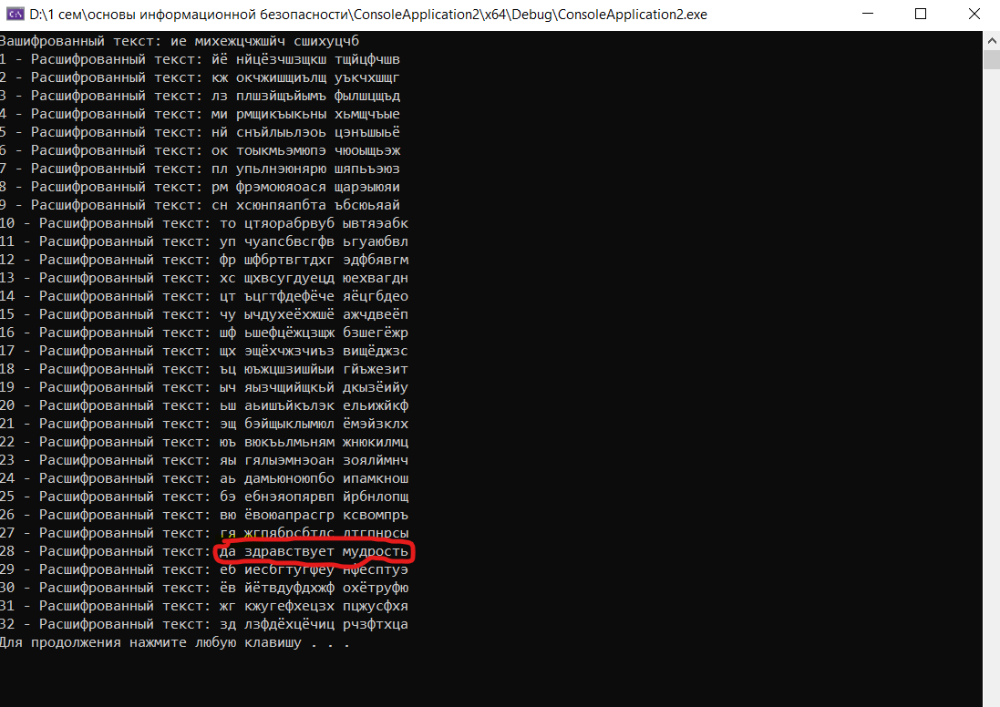 D:\1 сем\основы информационной безопасности\ConsoleApplication2\x64\Debug\ConsoleApplication2.exe
Зашифрованный текст: ие михежцчжшйч сшихуцчб
1 - Расшифрованный текст: йё нйцёзчшзщкш тщйцфчшв
2 - Расшифрованный текст: кж окчжишщиълщ уъкчхшщг
3 - Расшифрованный текст: лз плшзйщъйымъ фылшцщъд
4 - Расшифрованный текст: ми рмщикъыкьны хьмщчъые
5 - Расшифрованный текст: нй снъйлыьлэоь цэнъшыьё
6 - Расшифрованный текст: ок тоыкмьэмюпэ чюоыщьэж
7 - Расшифрованный текст: пл упьлнэюнярю шяпьъэюз
8 - Расшифрованный текст: рм фрэмоюяоася щарэыюяи
9 - Расшифрованный текст: сн хсюнпяапбта ъбсюьяай
10 - Расшифрованный текст: то цтяорабрвуб ывтяэабк
11 - Расшифрованный текст: уп чуапсбвсгфв ьгуаюбвл
12 - Расшифрованный текст: фр шфбртвгтдхг эдфбявгм
13 - Расшифрованный текст: хс щхвсугдуецд юехвагдн
14 - Расшифрованный текст: цт ъцгтфдефёче яёцгбдео
15 - Расшифрованный текст: чу ычдухеёхжшё ажчдвеёп
16 - Расшифрованный текст: шф ьшефцёжцзщж бзшегёжр
17 - Расшифрованный текст: щх эщёхчжзчиъз вищёджзс
18 - Расшифрованный текст: ъц юъжцшзишйыи гйъжезит
19 - Расшифрованный текст: ыч яызчщийщкьй дкызёийу
20 - Расшифрованный текст: ьш аьишъйкълэк ельижйкф
21 - Расшифрованный текст: эщ бэйщыклымюл ёмэйзклх
22 - Расшифрованный текст: юъ вюкъьлмьням жнюкилмц
23 - Расшифрованный текст: яы гялыэмнэоан зоялймнч
24 - Расшифрованный текст: аь дамьюноюпбо ипамкнош
25 - Расшифрованный текст: бэ ебнэяопярвп йрбнлопщ
26 - Расшифрованный текст: вю ёвоюапрасгр ксвомпръ
27 - Расшифрованный текст: гя жгпябрсбтдс лтгпнрсы
28 - Расшифрованный текст: да здравствует мудрость
29 - Расшифрованный текст: еб иесбгтугфеу нфесптуэ
30 - Расшифрованный текст: ёв йётвдуфдхжф охётруфю
31 - Расшифрованный текст: жг кжугефхецзх пцжусфхя
32 - Расшифрованный текст: зд лзфдёхцёчиц рчзфтхца
Для продолжения нажмите любую клавишу . . .